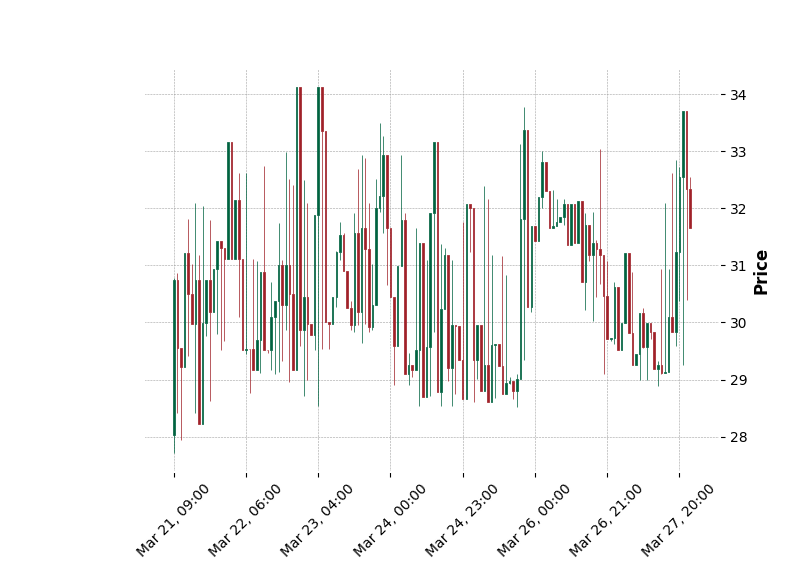 34
33
32
31
30
29
28
Price
Mar 21, 09:00
Mar 22, 06:00
Mar 23, 04:00
Mar 24, 00:00
Mar 24, 23:00
Mar 26, 00:00
Mar 26, 21:00
Mar 27, 20:00